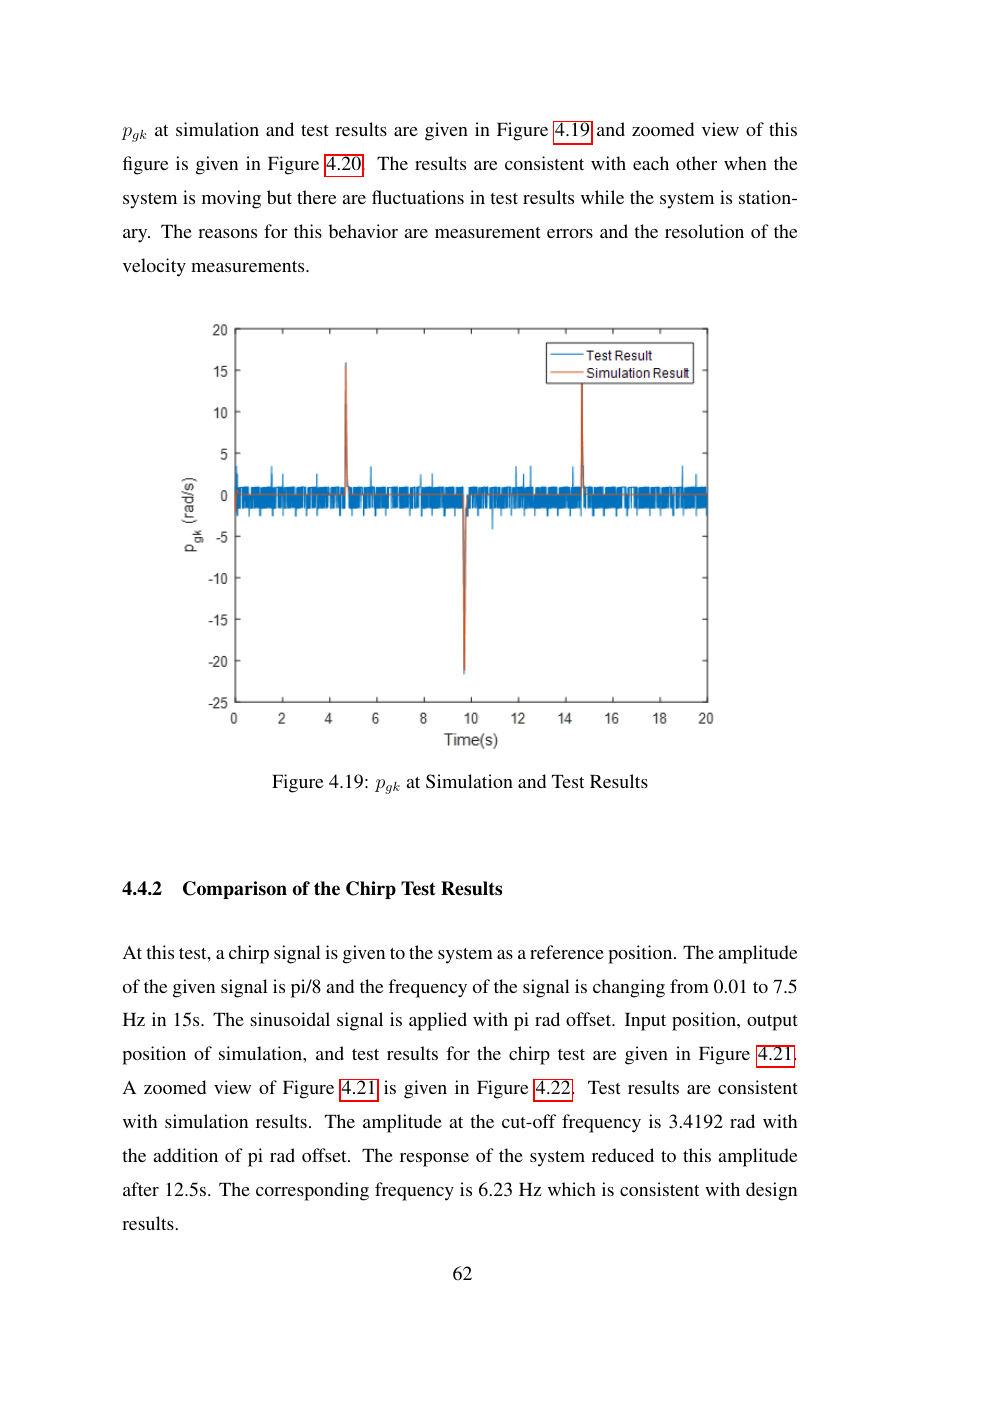 p_gk at simulation and test results are given in Figure 4.19 and zoomed view of this
figure is given in Figure 4.20. The results are consistent with each other when the
system is moving but there are fluctuations in test results while the system is station-
ary. The reasons for this behavior are measurement errors and the resolution of the
velocity measurements.
20
15
10
5
0
-5
-10
-15
-20
-25
p_gk (rad/s)
Test Result
Simulation Result
0 2 4 6 8 10 12 14 16 18 20
Time(s)
Figure 4.19: p_gk at Simulation and Test Results
4.4.2 Comparison of the Chirp Test Results
At this test, a chirp signal is given to the system as a reference position. The amplitude
of the given signal is pi/8 and the frequency of the signal is changing from 0.01 to 7.5
Hz in 15s. The sinusoidal signal is applied with pi rad offset. Input position, output
position of simulation, and test results for the chirp test are given in Figure 4.21.
A zoomed view of Figure 4.21 is given in Figure 4.22. Test results are consistent
with simulation results. The amplitude at the cut-off frequency is 3.4192 rad with
the addition of pi rad offset. The response of the system reduced to this amplitude
after 12.5s. The corresponding frequency is 6.23 Hz which is consistent with design
results.
62